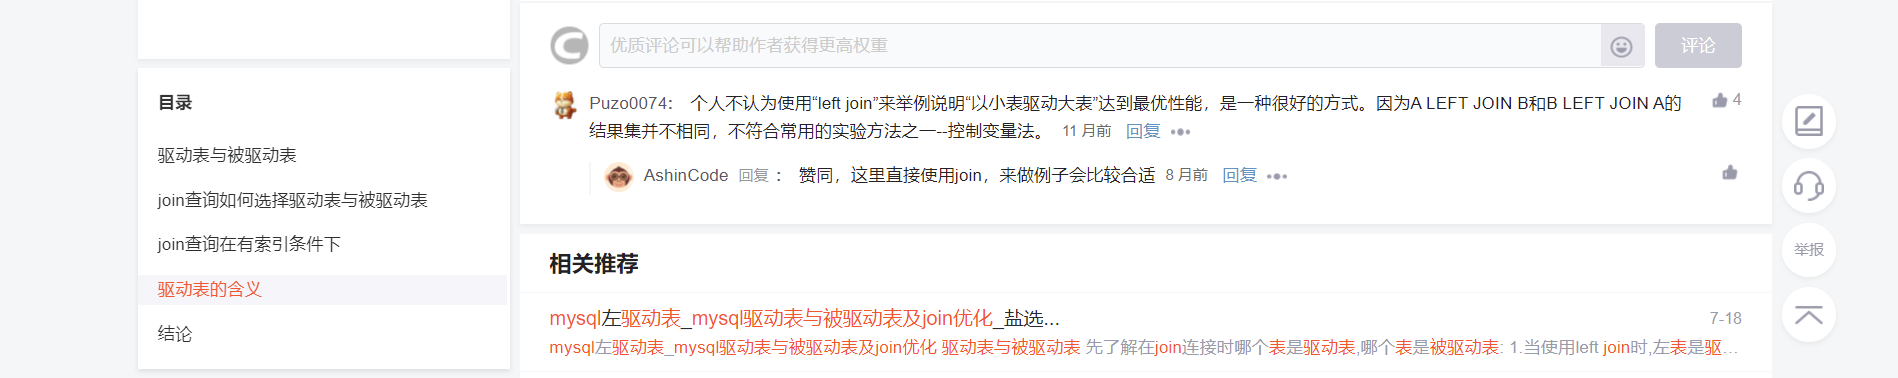 目录
驱动表与被驱动表
join查询如何选择驱动表与被驱动表
join查询在有索引条件下
驱动表的含义
结论
优质评论可以帮助作者获得更高权重
评论
Puzo0074： 个人不认为使用“left join”来举例说明“以小表驱动大表”达到最优性能，是一种很好的方式。因为A LEFT JOIN B和B LEFT JOIN A的
4
结果集并不相同，不符合常用的实验方法之一--控制变量法。 11 月前 回复
AshinCode 回复 ： 赞同，这里直接使用join，来做例子会比较合适 8 月前 回复
相关推荐
mysql左驱动表_mysql驱动表与被驱动表及join优化_盐选...
7-18
mysql左驱动表_mysql驱动表与被驱动表及join优化 驱动表与被驱动表 先了解在join连接时哪个表是驱动表,哪个表是被驱动表: 1.当使用left join时,左表是驱...
举报